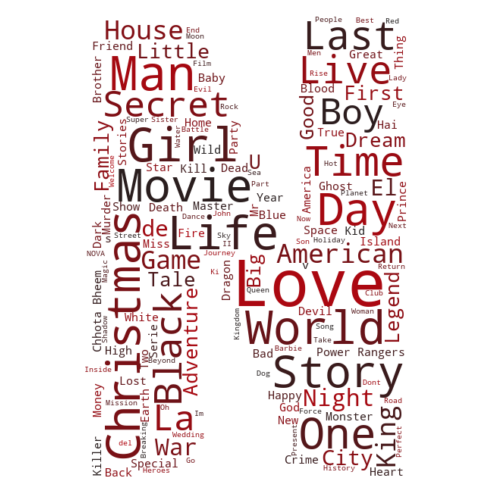 House
Little
Friend
Man
Film
Brother
Baby
Evil
End
Moon
Secret
Rock
Super
Sister
Battle
Home
Stories
Girl
Water
Wild
Party
U
Family
Welcome
Star
Kill
Dead
Sea
Movie
Part
Murder
Show
Death
Master
Year
Dance
John
Mr
Blue
Dark
S
Street
de
Miss
Fire
Life
Sky
II
NOVA
Magic
Game
Journey
Ki
Dragon
Big
Tale
Queen
Chhota Bheem
Shadow
Christmas
White
Serie
Black
Adventure
Kingdom
High
Two
Beyond
Inside
Lost
Money
Mission
Earth
Oh
La
Im
Wedding
del
Breaking
War
Go
Killer
Back
Special
Heroes
People
Best
Red
Last
Men
Great
Thing
Live
Rise
Lady
Blood
First
Eye
Good
Boy
True
Hai
Dream
Time
Hot
America
Ghost
Planet
El
Prince
Day
Now
Next
Space
Kid
Son
Holiday
Island
American
V
Return
Love
Club
Legend
Devil
Song
Woman
World
Take
Bad
Power Rangers
Barbie
Dog
Story
Happy
Night
Dont
God
Force
Monster
Road
New
One
King
Present
Perfect
Crime
City
History
Heart